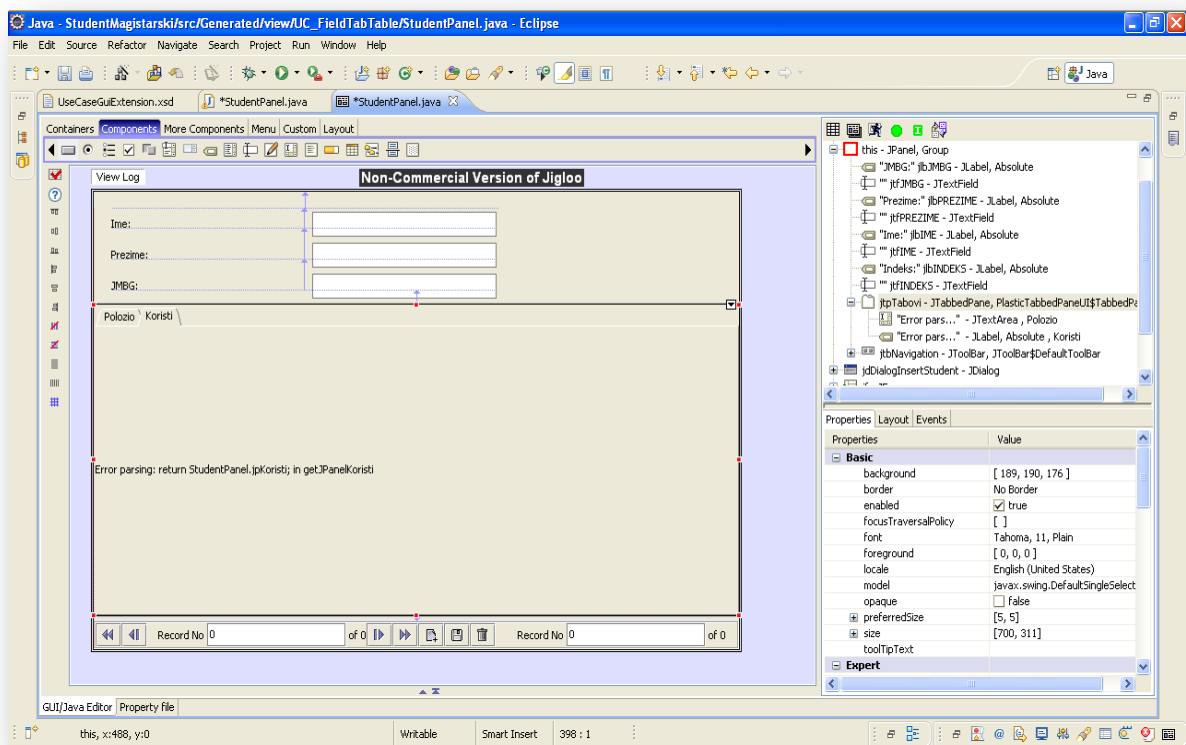 Java - StudentMagistarski/src/Generated/view/UC_FieldTabTable/StudentPanel.java - Eclipse
File Edit Source Refactor Navigate Search Project Run Window Help
Java
UseCaseGuiExtension.xsd *StudentPanel.java *StudentPanel.java
Containers Components More Components Menu Custom Layout
View Log Non-Commercial Version of Jigloo
Ime:
Prezime:
JMBG:
Polozio Koristi
Error parsing: return StudentPanel.jpKoristi; in getJPanelKoristi
Record No 0 of 0 Record No 0 of 0
GUI/Java Editor Property file
this - JPanel, Group
"JMBG:" jlbJMBG - JLabel, Absolute
"" jtfJMBG - JTextField
"Prezime:" jlbPREZIME - JLabel, Absolute
"" jtfPREZIME - JTextField
"Ime:" jlbIME - JLabel, Absolute
"" jtfIME - JTextField
"Indeks:" jlbINDEKS - JLabel, Absolute
"" jtfINDEKS - JTextField
jtpTabovi - JTabbedPane, PlasticTabbedPaneUI$TabbedPa
"Error pars..." - JTextArea , Polozio
"Error pars..." - JLabel, Absolute , Koristi
jtbNavigation - JToolBar, JToolBar$DefaultToolBar
jdDialogInsertStudent - JDialog
Properties Layout Events
Properties Value
Basic
background [ 189, 190, 176 ]
border No Border
enabled true
focusTraversalPolicy [ ]
font Tahoma, 11, Plain
foreground [ 0, 0, 0 ]
locale English (United States)
model javax.swing.DefaultSingleSelect
opaque false
preferredSize [5, 5]
size [700, 311]
toolTipText
Expert
this, x:488, y:0 Writable Smart Insert 398 : 1